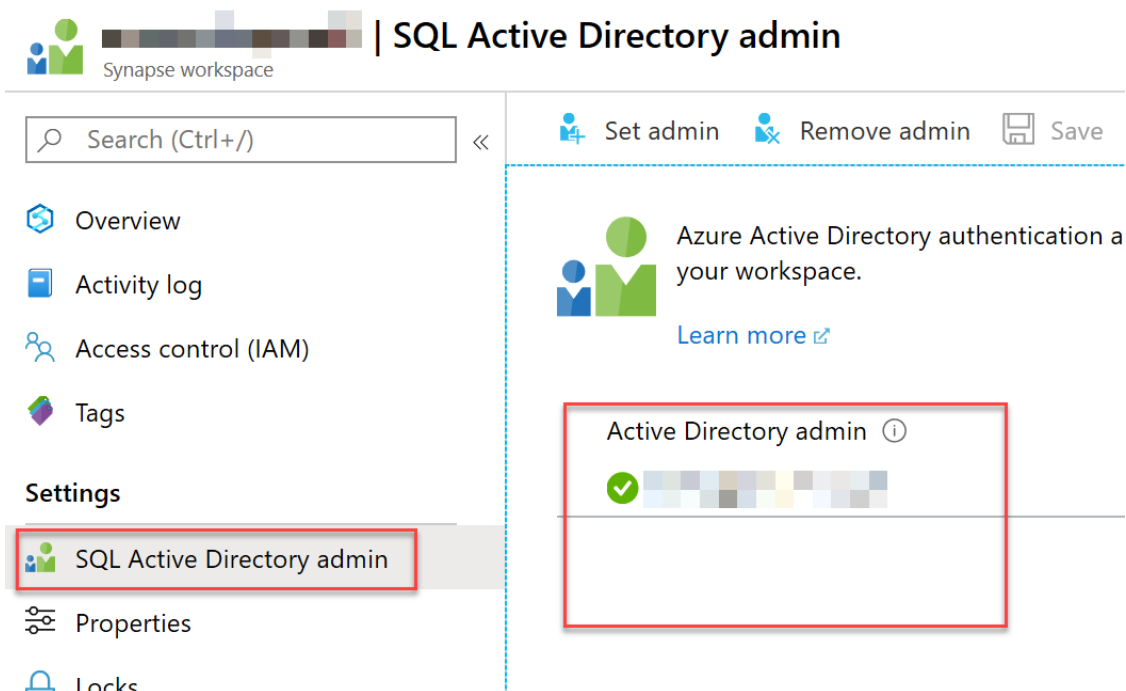 | SQL Active Directory admin
Synapse workspace
Search (Ctrl+/)
«
Set admin
Remove admin
Save
Overview
Activity log
Access control (IAM)
Tags
Settings
SQL Active Directory admin
Properties
Locks
Azure Active Directory authentication a
your workspace.
Learn more
Active Directory admin